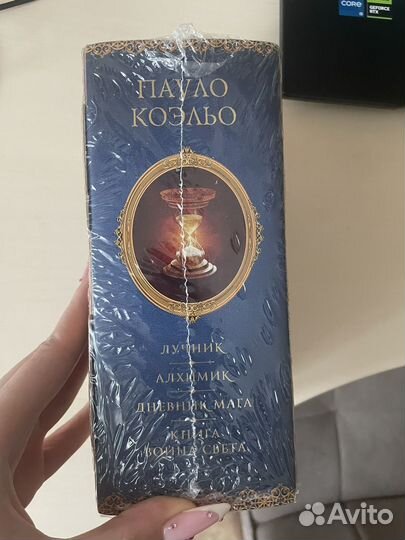 CORE
GEFORCE
RTX
ПАУЛО
КОЭЛЬО
ЛУЧНИК
АЛХИМИК
ДНЕВНИК МАГА
КНИГА
ВОИНА СВЕТА
Avito